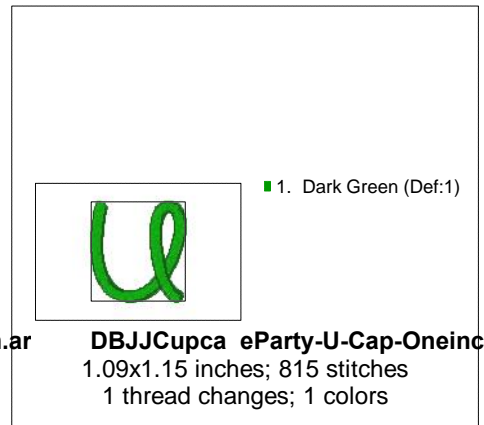 1. Dark Green (Def:1)
U
.ar DBJJCupca eParty-U-Cap-Oneinc
1.09x1.15 inches; 815 stitches
1 thread changes; 1 colors